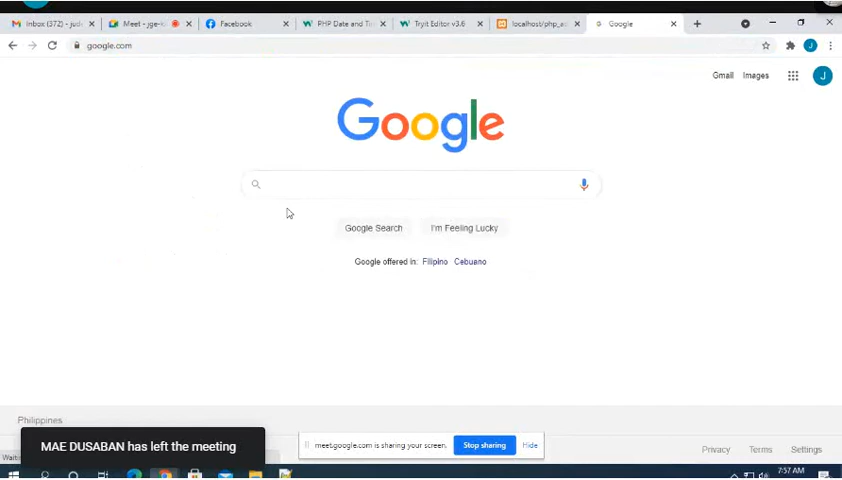 Inbox (372) - jud
Meet - jge-k
Facebook
PHP Date and Ti
Tryit Editor v3.6
localhost/php_a
Google
google.com
Gmail
Images
J
Google
Google Search
I'm Feeling Lucky
Google offered in: Filipino Cebuano
Philippines
MAE DUSABAN has left the meeting
meet.google.com is sharing your screen.
Stop sharing
Hide
Privacy
Terms
Settings
7:57 AM